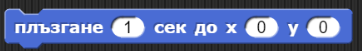 плъзгане 1 сек до x 0 y 0